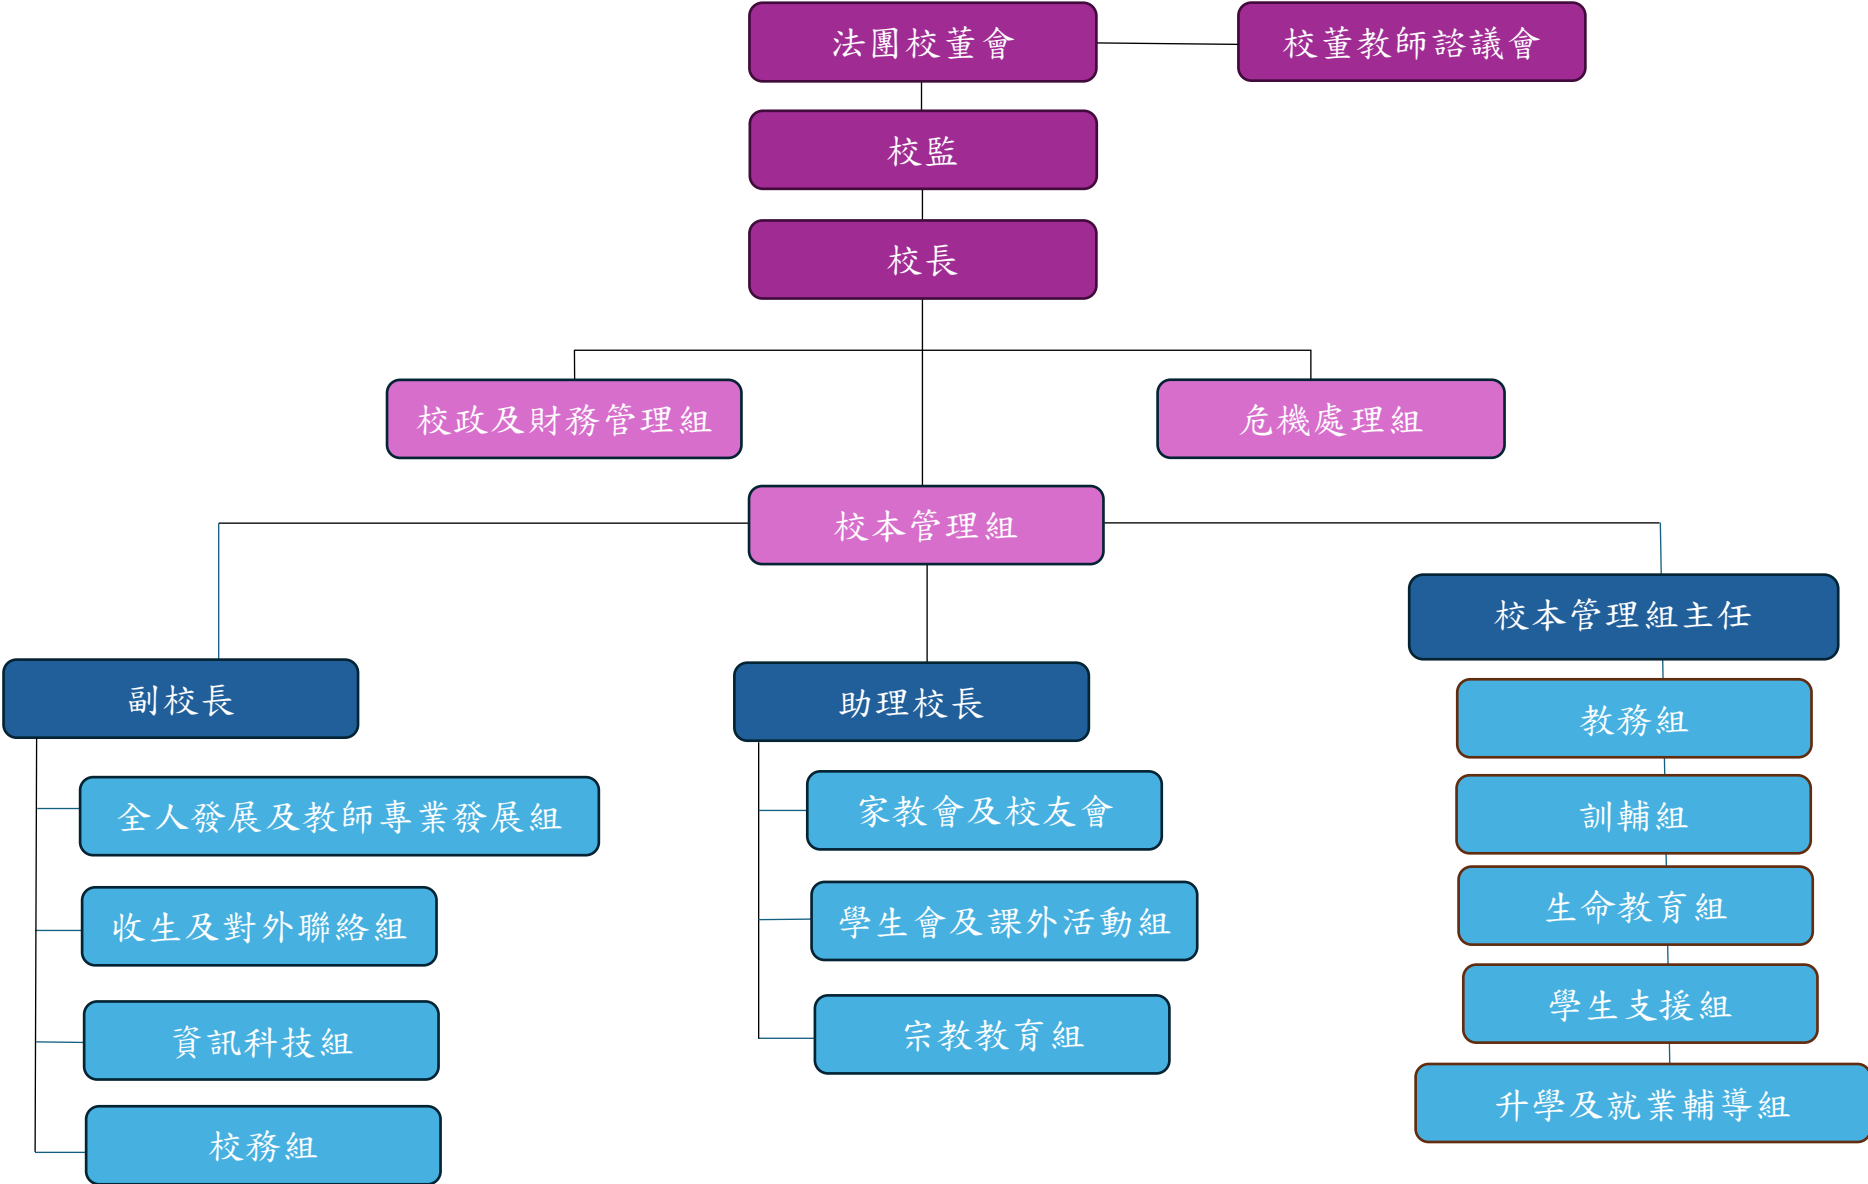 法團校董會
校董教師諮議會
校監
校長
校政及財務管理組
危機處理組
校本管理組
校本管理組主任
副校長
助理校長
教務組
訓輔組
生命教育組
學生支援組
升學及就業輔導組
全人發展及教師專業發展組
收生及對外聯絡組
資訊科技組
校務組
家教會及校友會
學生會及課外活動組
宗教教育組